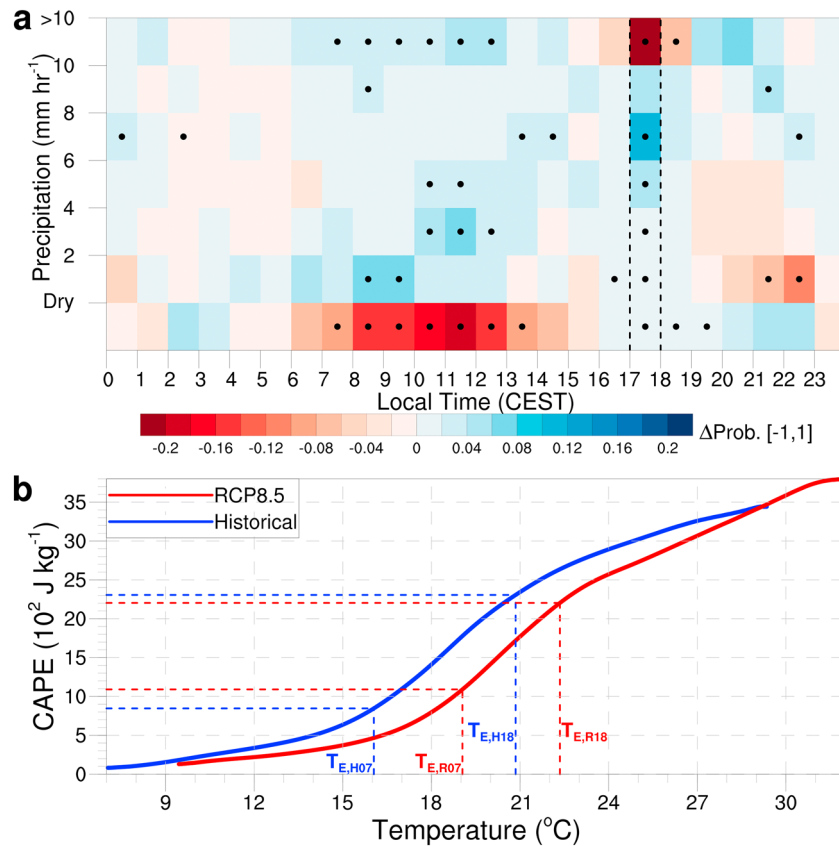 a
>10
10
8
6
4
2
Dry
Precipitation (mm hr⁻¹)
0 1 2 3 4 5 6 7 8 9 10 11 12 13 14 15 16 17 18 19 20 21 22 23
Local Time (CEST)
-0.2 -0.16 -0.12 -0.08 -0.04 0 0.04 0.08 0.12 0.16 0.2
ΔProb. [-1,1]
b
RCP8.5
Historical
35
30
25
20
15
10
5
0
CAPE (10² J kg⁻¹)
T_E,H07
T_E,R07
T_E,H18
T_E,R18
9 12 15 18 21 24 27 30
Temperature (°C)